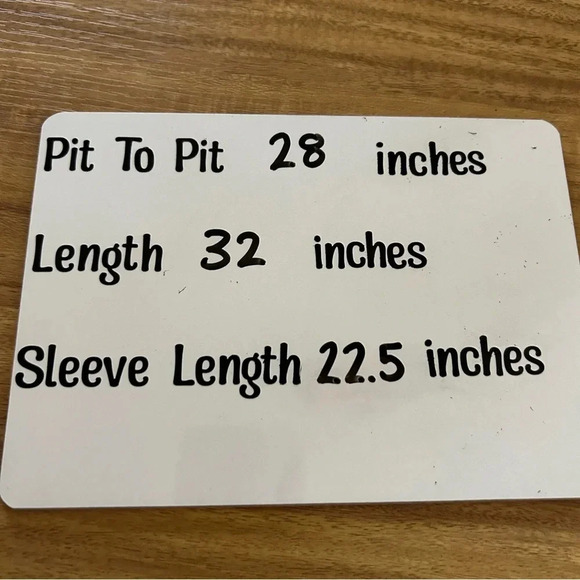 Pit To Pit 28 inches
Length 32 inches
Sleeve Length 22.5 inches